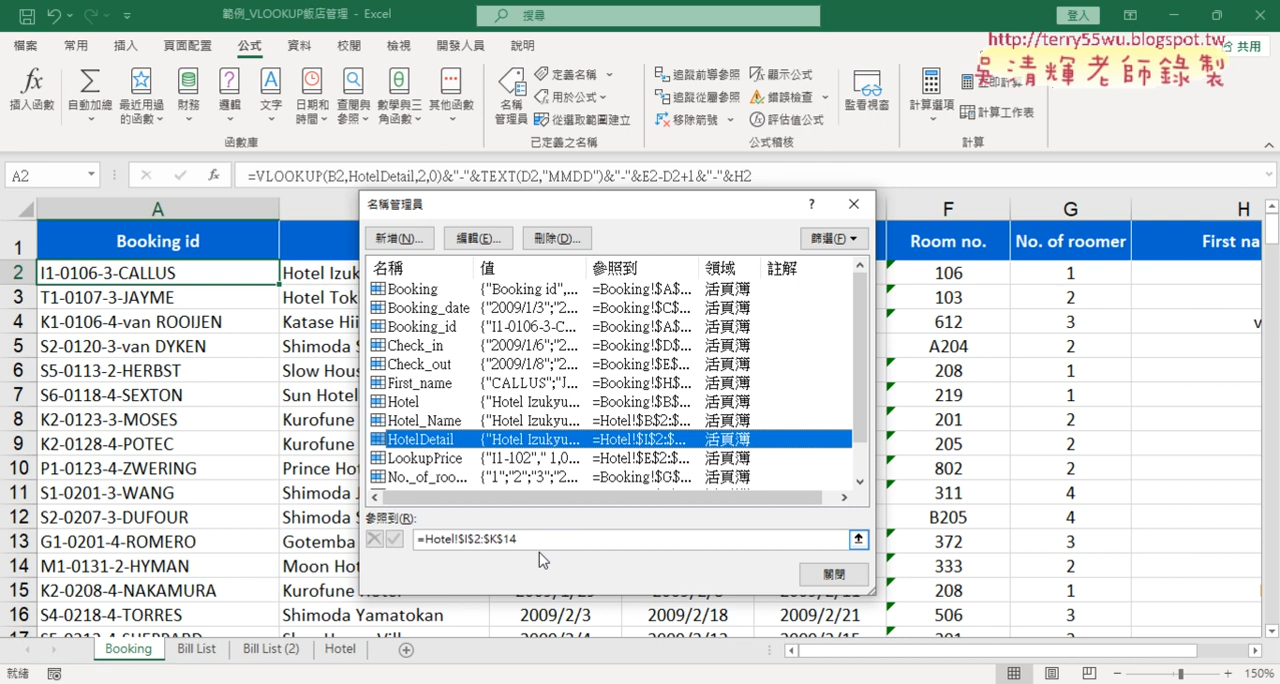 範例_VLOOKUP飯店管理 - Excel
搜尋
登入
檔案 常用 插入 頁面配置 公式 資料 校閱 檢視 開發人員 說明
共用
http://terry55wu.blogspot.tw
吳清輝老師錄製
插入函數
自動加總
最近用過的函數
財務
邏輯
文字
日期和時間
查閱與參照
數學與三角函數
其他函數
函數庫
名稱管理員
定義名稱
用於公式
從選取範圍建立
已定義之名稱
追蹤前導參照
追蹤從屬參照
移除箭號
顯示公式
錯誤檢查
評估值公式
公式稽核
監看視窗
計算選項
計算工作表
計算
A2
fx
=VLOOKUP(B2,HotelDetail,2,0)&"-"&TEXT(D2,"MMDD")&"-"&E2-D2+1&"-"&H2
A F G H
1 Booking id Room no. No. of roomer First na
2 I1-0106-3-CALLUS Hotel Izuk 106 1
3 T1-0107-3-JAYME Hotel Tok 103 2
4 K1-0106-4-van ROOIJEN Katase Hii 612 3 v
5 S2-0120-3-van DYKEN Shimoda S A204 2
6 S5-0113-2-HERBST Slow Hous 208 1
7 S6-0118-4-SEXTON Sun Hotel 219 1
8 K2-0123-3-MOSES Kurofune 201 2
9 K2-0128-4-POTEC Kurofune 205 2
10 P1-0123-4-ZWERING Prince Hot 802 2
11 S1-0201-3-WANG Shimoda J 311 4
12 S2-0207-3-DUFOUR Shimoda S B205 4
13 G1-0201-4-ROMERO Gotemba 372 3
14 M1-0131-2-HYMAN Moon Hot 333 2
15 K2-0208-4-NAKAMURA Kurofune 208 1
16 S4-0218-4-TORRES Shimoda Yamatokan 2009/2/3 2009/2/18 2009/2/21 506 3
17
名稱管理員
?
新增(N)... 編輯(E)... 刪除(D)... 篩選(F)
名稱 值 參照到 領域 註解
Booking {"Booking id",... =Booking!$A$... 活頁簿
Booking_date {"2009/1/3";"2... =Booking!$C$... 活頁簿
Booking_id {"I1-0106-3-C... =Booking!$A$... 活頁簿
Check_in {"2009/1/6";"2... =Booking!$D$... 活頁簿
Check_out {"2009/1/8";"2... =Booking!$E$... 活頁簿
First_name {"CALLUS";"J... =Booking!$H$... 活頁簿
Hotel {"Hotel Izukyu... =Booking!$B$... 活頁簿
Hotel_Name {"Hotel Izukyu... =Hotel!$B$2:$... 活頁簿
HotelDetail {"Hotel Izukyu... =Hotel!$I$2:$... 活頁簿
LookupPrice {"I1-102"," 1,0... =Hotel!$E$2:$... 活頁簿
No._of_roo... {"1";"2";"3";"2... =Booking!$G$... 活頁簿
參照到(R):
=Hotel!$I$2:$K$14
關閉
Booking Bill List Bill List (2) Hotel
就緒
150%